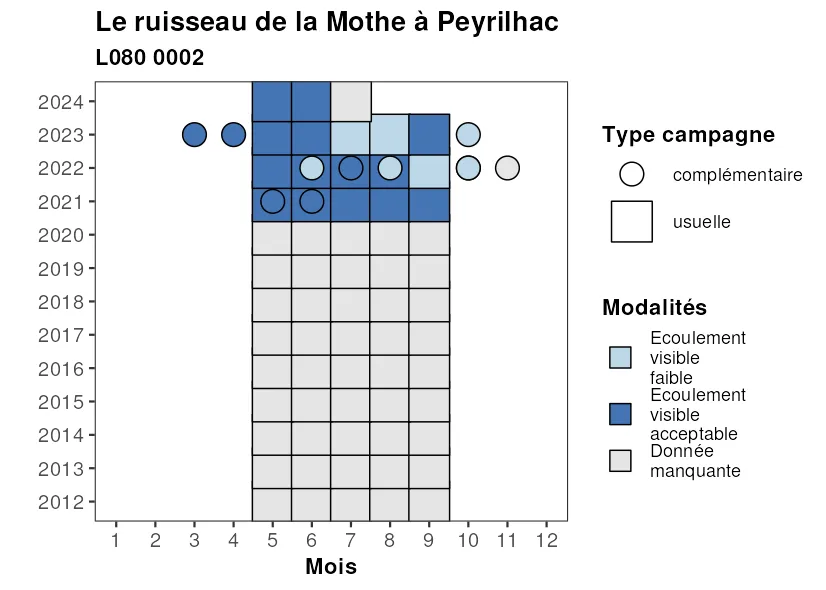 Le ruisseau de la Mothe à Peyrilhac
L080 0002
2024
2023
2022
2021
2020
2019
2018
2017
2016
2015
2014
2013
2012
1 2 3 4 5 6 7 8 9 10 11 12
Mois
Type campagne
complémentaire
usuelle
Modalités
Ecoulement
visible
faible
Ecoulement
visible
acceptable
Donnée
manquante